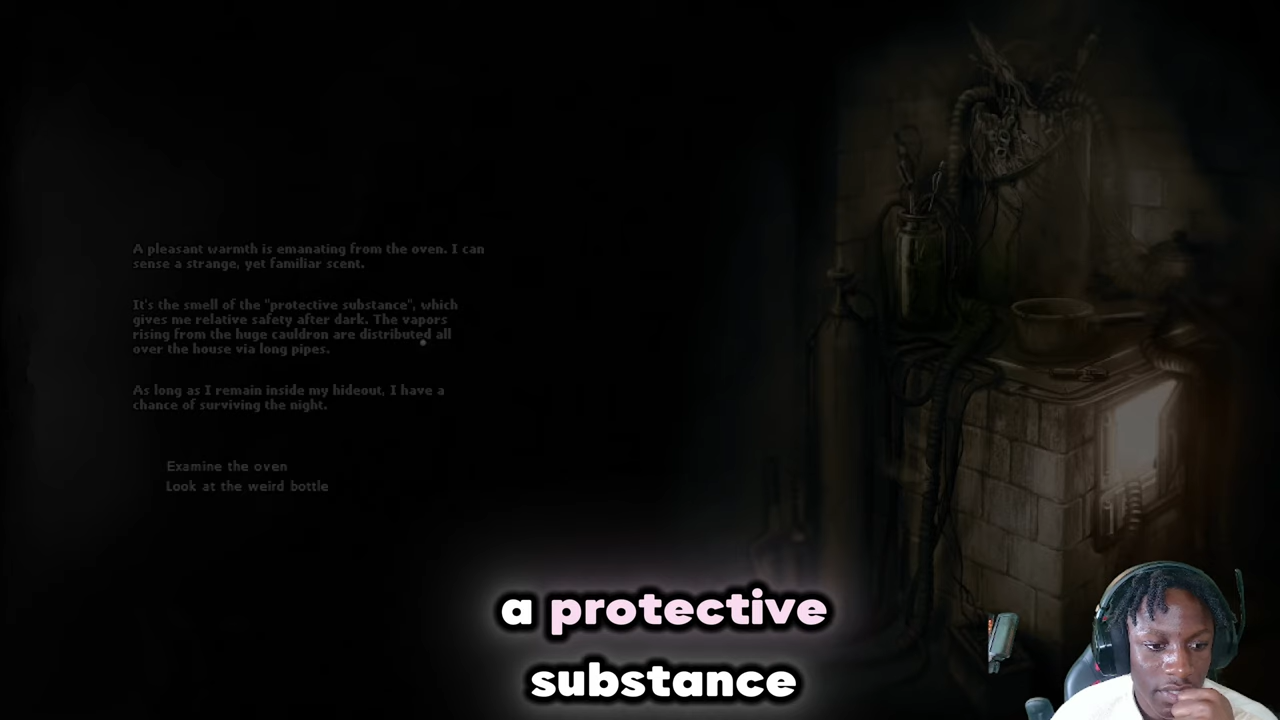 A pleasant warmth is emanating from the oven. I can
sense a strange, yet familiar scent.
It's the smell of the "protective substance", which
gives me relative safety after dark. The vapors
rising from the huge cauldron are distributed all
over the house via long pipes.
As long as I remain inside my hideout, I have a
chance of surviving the night.
Examine the oven
Look at the weird bottle
a protective
substance